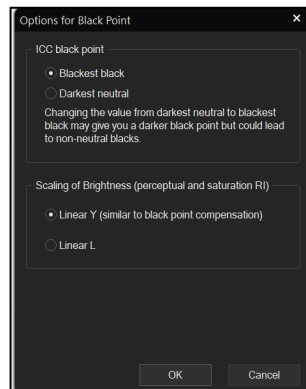 Options for Black Point
ICC black point
Blackest black
Darkest neutral
Changing the value from darkest neutral to blackest
black may give you a darker black point but could lead
to non-neutral blacks.
Scaling of Brightness (perceptual and saturation RI)
Linear Y (similar to black point compensation)
Linear L
OK
Cancel